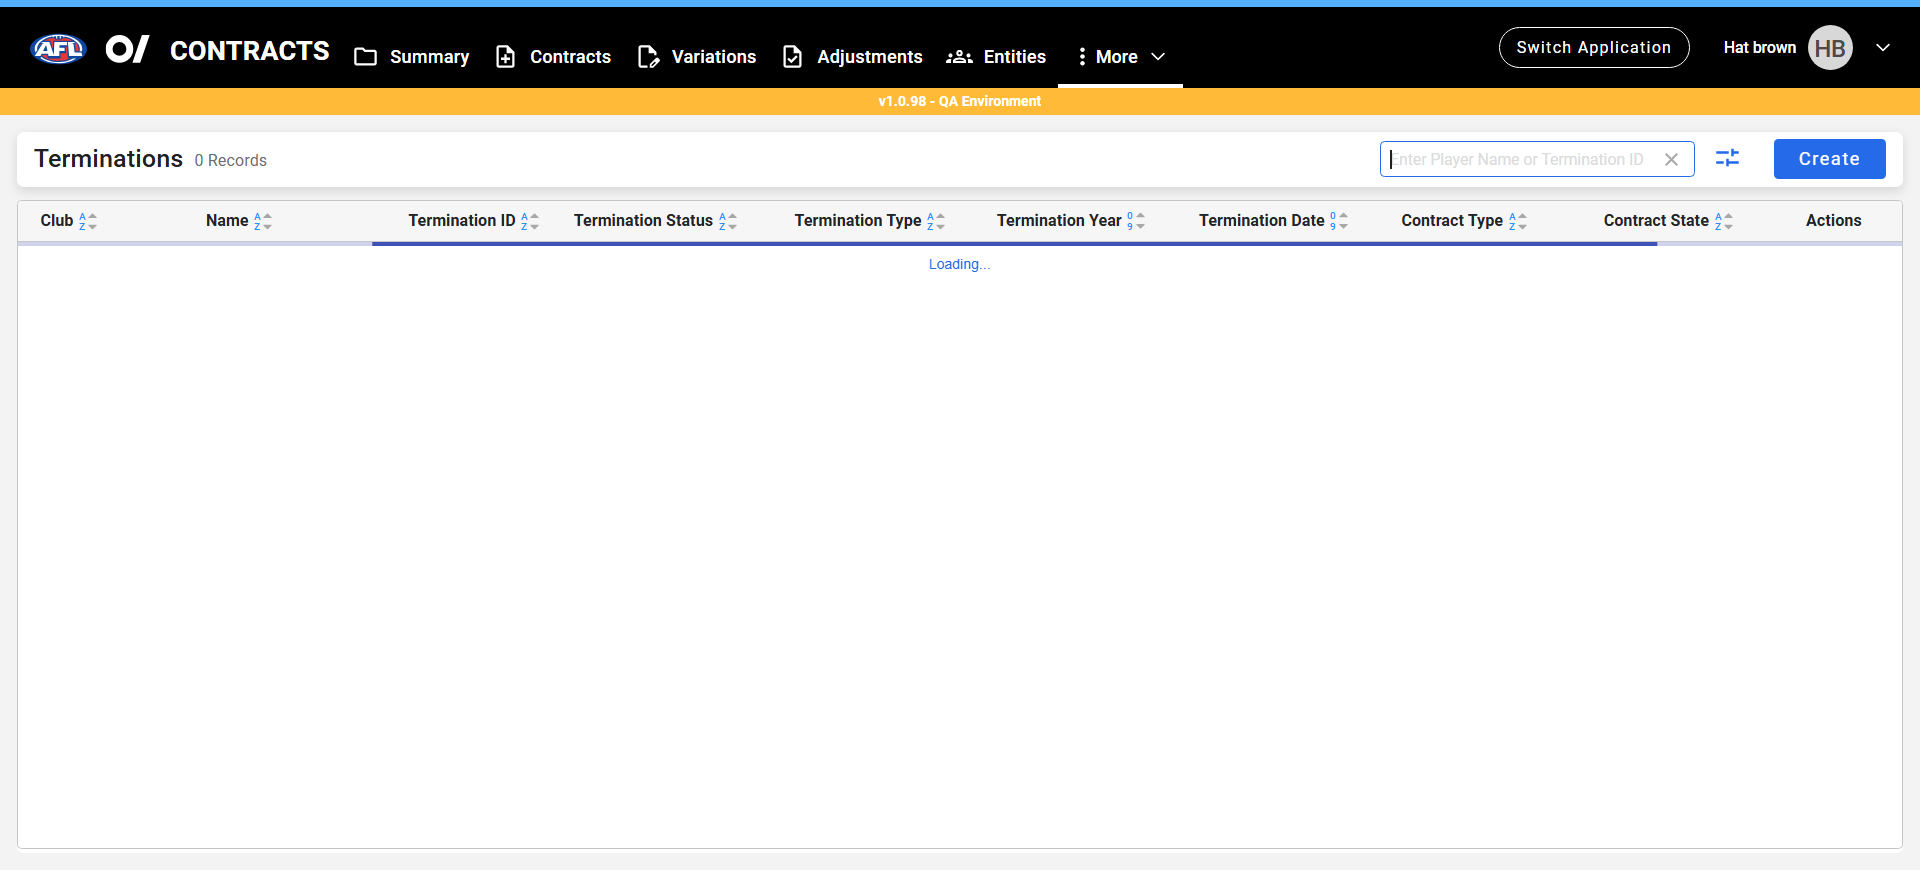 AFL O/ CONTRACTS Summary Contracts Variations Adjustments Entities More Switch Application Hat brown HB
v1.0.98 - QA Environment
Terminations 0 Records Enter Player Name or Termination ID Create
Club Name Termination ID Termination Status Termination Type Termination Year Termination Date Contract Type Contract State Actions
Loading...